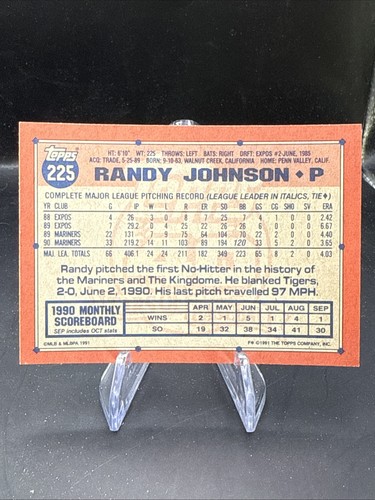 Topps
225
HT: 6'10" WT: 225 THROWS: LEFT BATS: RIGHT DRFT: EXPOS #2-JUNE, 1985
ACQ: TRADE, 5-25-89 BORN: 9-10-63, WALNUT CREEK, CALIFORNIA HOME: PENN VALLEY, CALIF.
RANDY JOHNSON • P
COMPLETE MAJOR LEAGUE PITCHING RECORD (LEAGUE LEADER IN ITALICS, TIE♦)
YR CLUB G IP W L R ER SO BB GS CG SHO SV ERA
88 EXPOS 4 26 3 0 8 7 25 7 4 1 0 0 2.42
89 EXPOS 7 29.2 0 4 25 22 26 26 6 0 0 0 6.67
89 MARINERS 22 131 7 9 75 64 104 70 22 2 0 0 4.40
90 MARINERS 33 219.2 14 11 103 89 194 120 33 5 2 0 3.65
MAJ. LEA. TOTALS 66 406.1 24 24 211 182 349 223 65 8 2 0 4.03
Randy pitched the first No-Hitter in the history of
the Mariners and The Kingdome. He blanked Tigers,
2-0, June 2, 1990. His last pitch travelled 97 MPH.
1990 MONTHLY
SCOREBOARD
SEP includes OCT stats
APR MAY JUN JUL AUG SEP
WINS 2 1 5 1 4 1
SO 19 32 38 34 41 30
©MLB & MLBPA 1991
©1991 THE TOPPS COMPANY, INC.